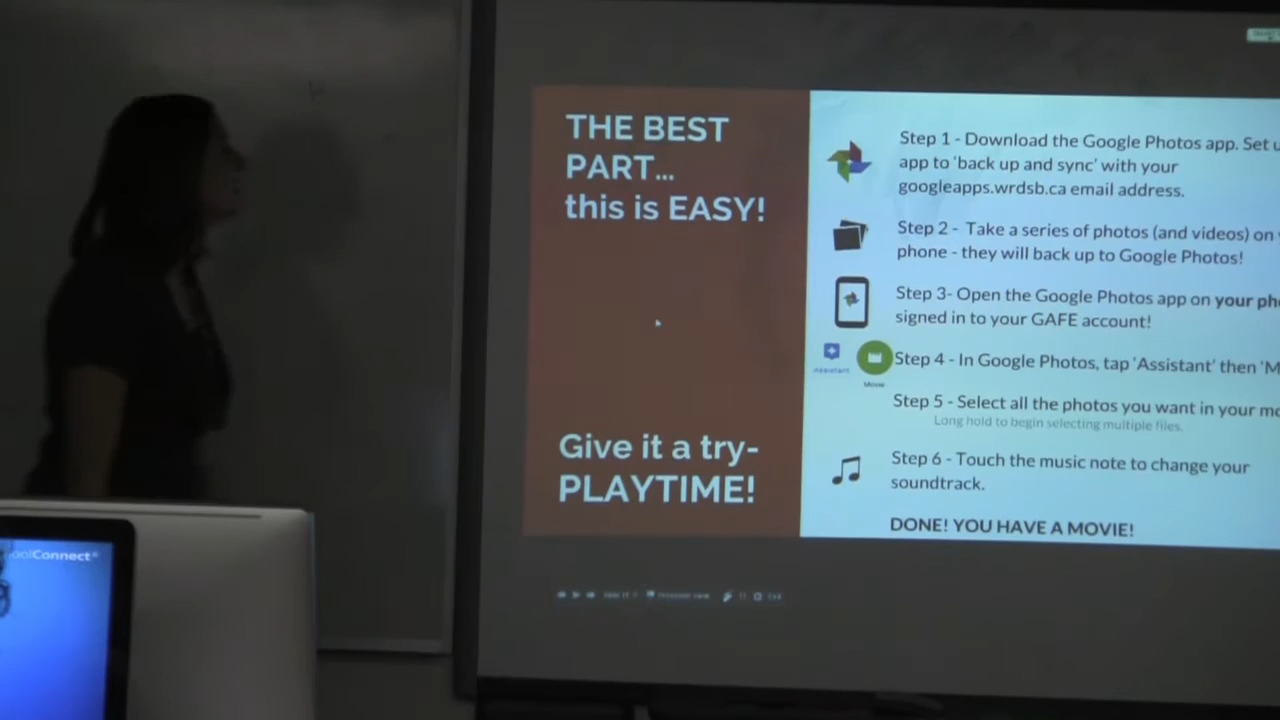 THE BEST
PART...
this is EASY!
Give it a try-
PLAYTIME!
Step 1 - Download the Google Photos app. Set
app to 'back up and sync' with your
googleapps.wrdsb.ca email address.
Step 2 - Take a series of photos (and videos) on
phone - they will back up to Google Photos!
Step 3- Open the Google Photos app on your
signed in to your GAFE account!
Assistant
Movie
Step 4 - In Google Photos, tap 'Assistant' then
Step 5 - Select all the photos you want in your
Long hold to begin selecting multiple files.
Step 6 - Touch the music note to change your
soundtrack.
DONE! YOU HAVE A MOVIE!
oolConnect